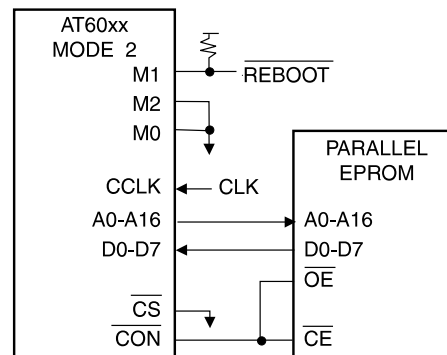 AT60xx
MODE 2
M1
REBOOT
M2
M0
PARALLEL
EPROM
CCLK
CLK
A0-A16
A0-A16
D0-D7
D0-D7
OE
CS
CON
CE